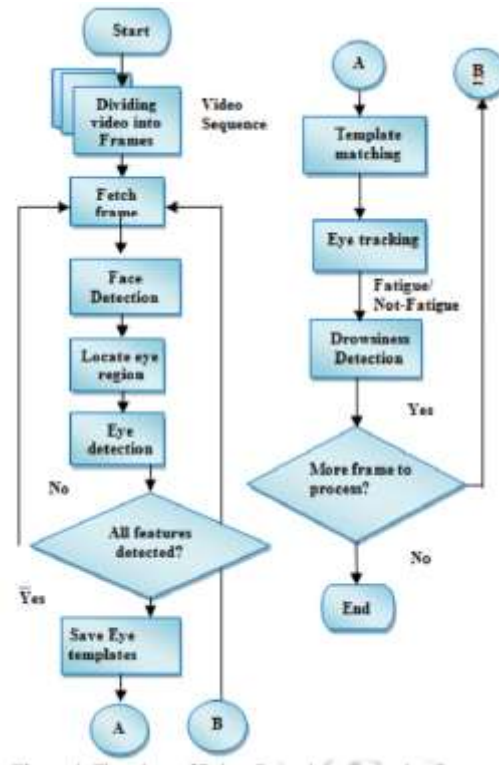 Start
Dividing
video into
Frames
Video
Sequence
Fetch
frame
Face
Detection
Locate eye
region
Eye
detection
No
All features
detected?
Yes
Save Eye
templates
A
B
A
B
Template
matching
Eye tracking
Fatigue/
Not-Fatigue
Drowsiness
Detection
Yes
More frame to
process?
No
End